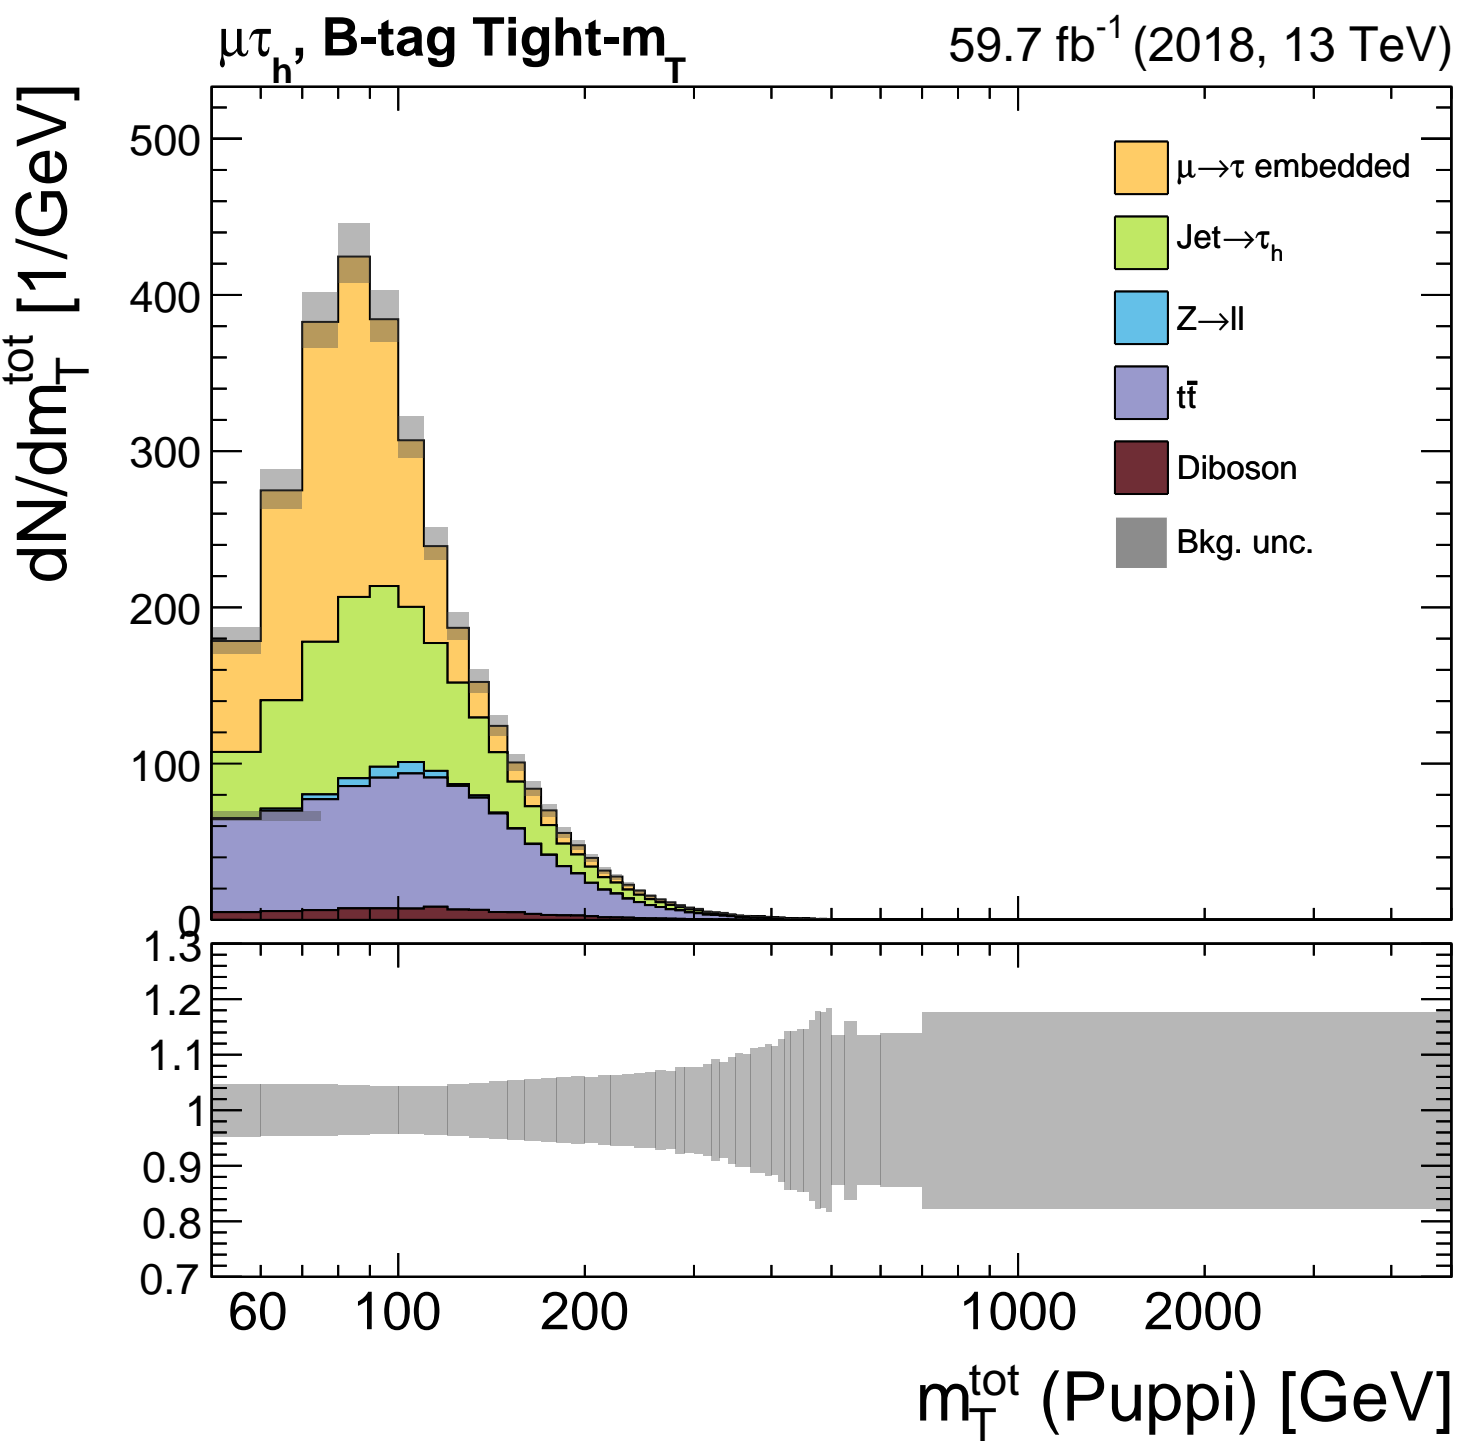 μτh, B-tag Tight-mT 59.7 fb-1 (2018, 13 TeV)
dN/dmTtot [1/GeV]
500
400
300
200
100
0
μ→τ embedded
Jet→τh
Z→ll
tt̄
Diboson
Bkg. unc.
1.3
1.2
1.1
1
0.9
0.8
0.7
60 100 200 1000 2000
mTtot (Puppi) [GeV]